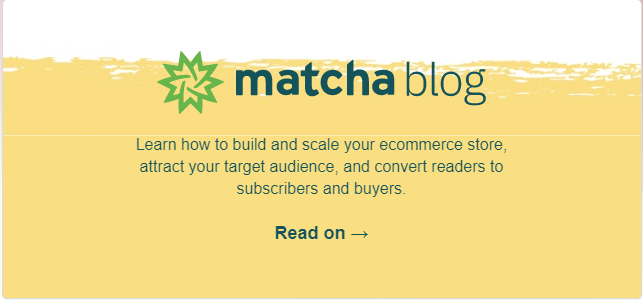 matcha blog
Learn how to build and scale your ecommerce store,
attract your target audience, and convert readers to
subscribers and buyers.
Read on →